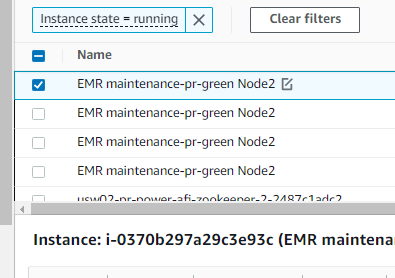 Instance state = running
Clear filters
Name
EMR maintenance-pr-green Node2
EMR maintenance-pr-green Node2
EMR maintenance-pr-green Node2
EMR maintenance-pr-green Node2
usw02-pr-power-afi-zookeeper-2-2487c1adc2
Instance: i-0370b297a29c3e93c (EMR maintenan